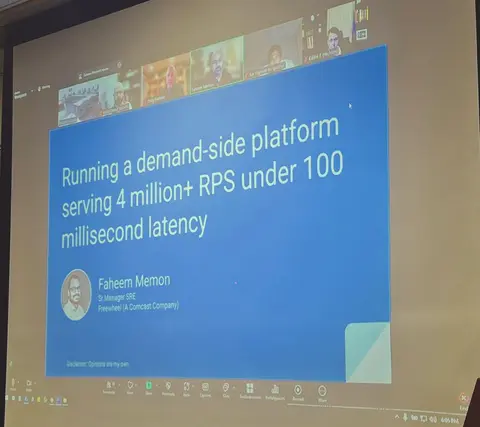 Running a demand-side platform
serving 4 million+ RPS under 100
millisecond latency
Faheem Memon
Sr.Manager SRE
Freewheel (A Comcast Company)
Disclaimer: Opinions are my own